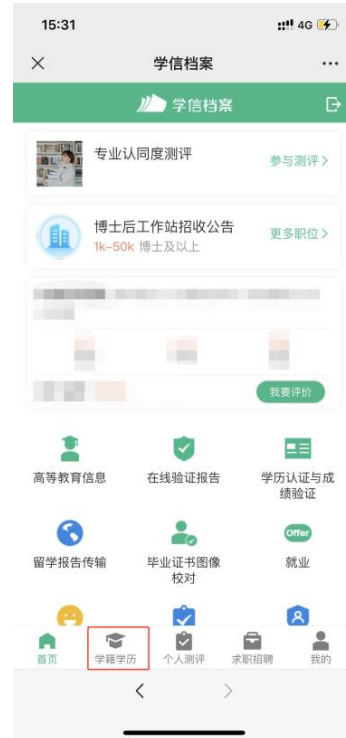 15:31
4G
学信档案
学信档案
专业认同度测评
参与测评 >
博士后工作站招收公告
1k-50k 博士及以上
更多职位 >
我要评价
高等教育信息
在线验证报告
学历认证与成
绩验证
Offer
留学报告传输
毕业证书图像
校对
就业
首页
学籍学历
个人测评
求职招聘
我的